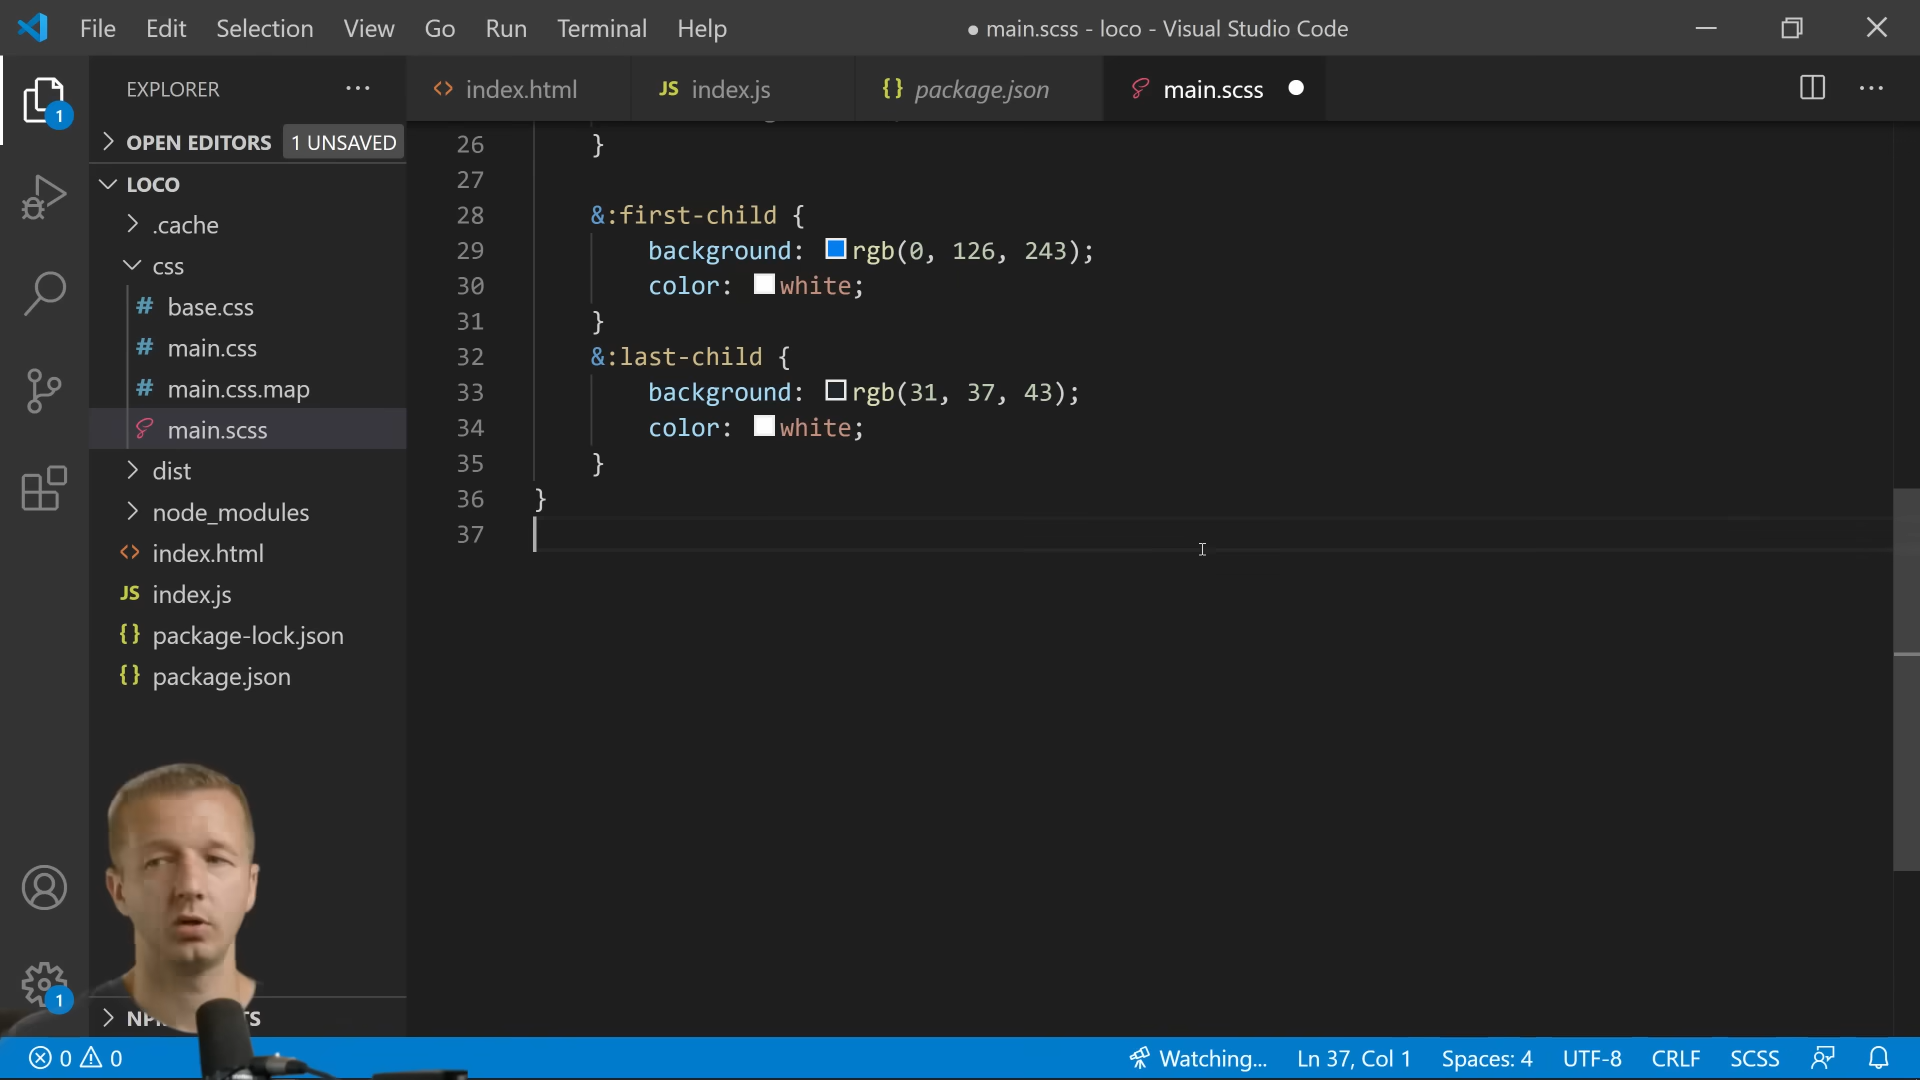 File Edit Selection View Go Run Terminal Help
● main.scss - loco - Visual Studio Code
EXPLORER
index.html
JS index.js
{} package.json
main.scss
1
OPEN EDITORS 1 UNSAVED
LOCO
.cache
css
# base.css
# main.css
# main.css.map
main.scss
dist
node_modules
<> index.html
JS index.js
{} package-lock.json
{} package.json
26 }
27
28 &:first-child {
29 background: rgb(0, 126, 243);
30 color: white;
31 }
32 &:last-child {
33 background: rgb(31, 37, 43);
34 color: white;
35 }
36 }
37
1
0 0
Watching...
Ln 37, Col 1
Spaces: 4
UTF-8
CRLF
SCSS